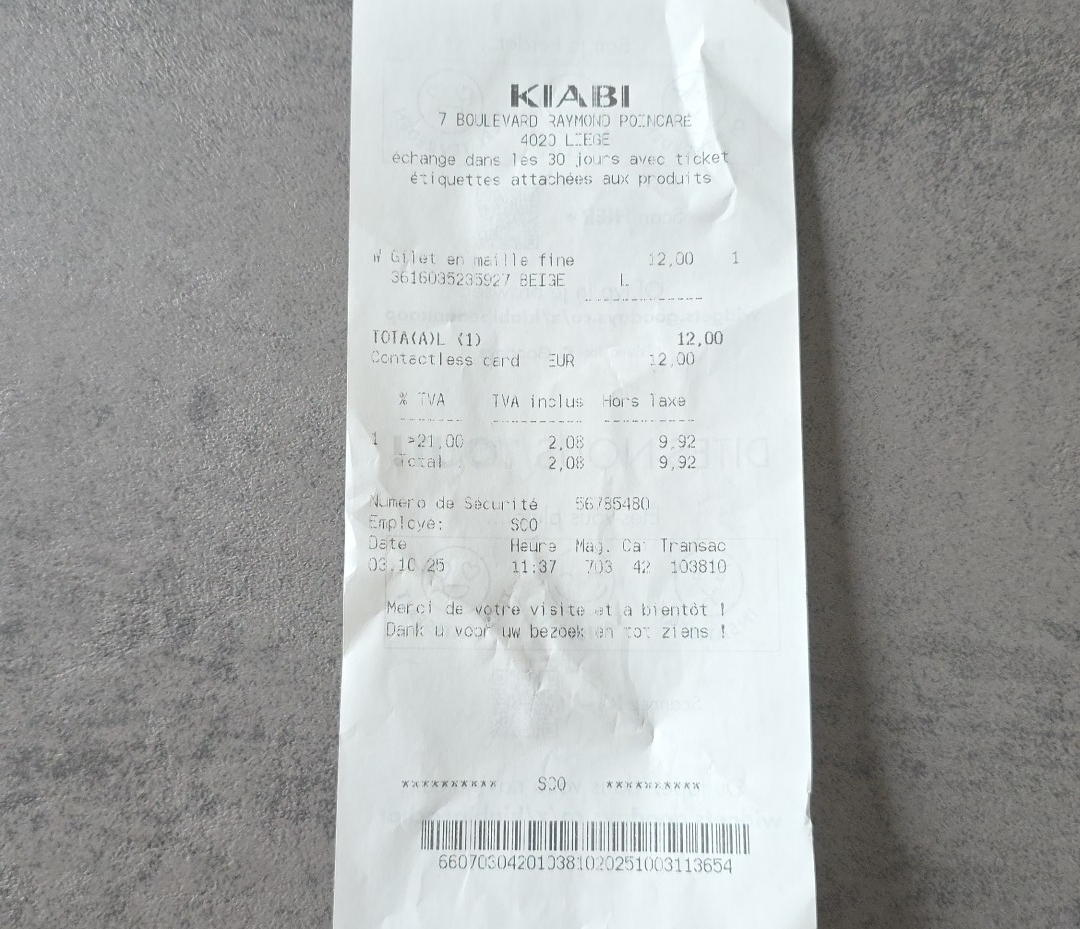 KIABI
7 BOULEVARD RAYMOND POINCARÉ
4020 LIEGE
échange dans les 30 jours avec ticket
étiquettes attachées aux produits
W Gilet en maille fine 12,00 1
3616035235927 BEIGE L
TOTA(A)L (1) 12,00
Contactless card EUR 12,00
% TVA TVA inclus Hors taxe
1 >21,00 2,08 9,92
Total : 2,08 9,92
Numero de Sécurité 56785480
Employé: SCO
Date Heure Mag. Cai Transac
03.10.25 11:37 703 42 103810
Merci de votre visite et a bientôt !
Dank u voor uw bezoek en tot ziens !
********** SCO **********
660703042010381020251003113654